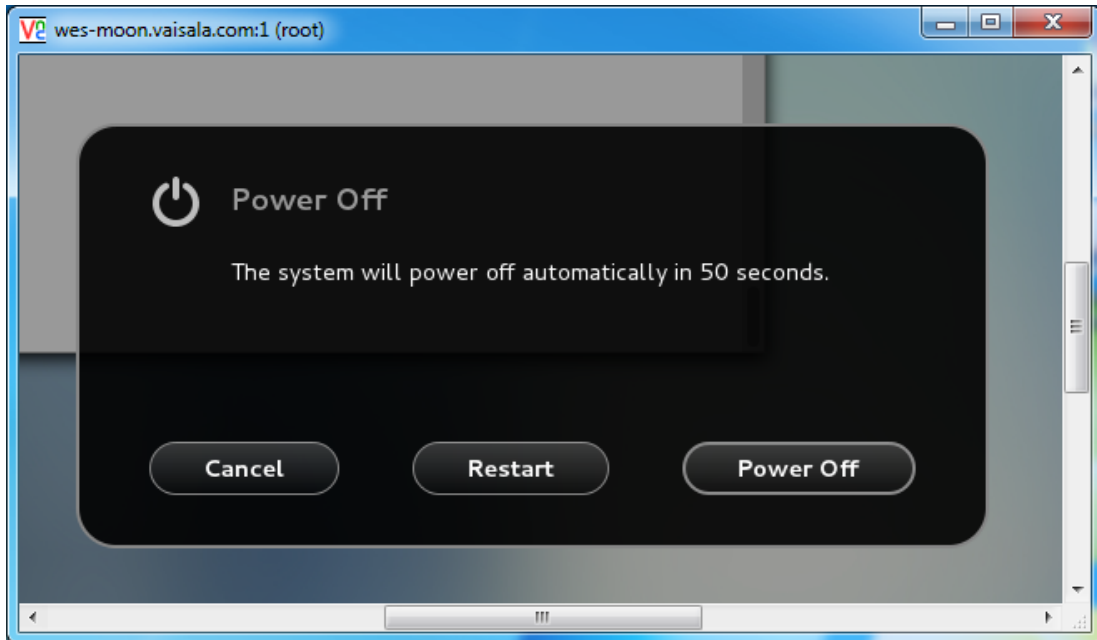 wes-moon.vaisala.com:1 (root)
Power Off
The system will power off automatically in 50 seconds.
Cancel
Restart
Power Off